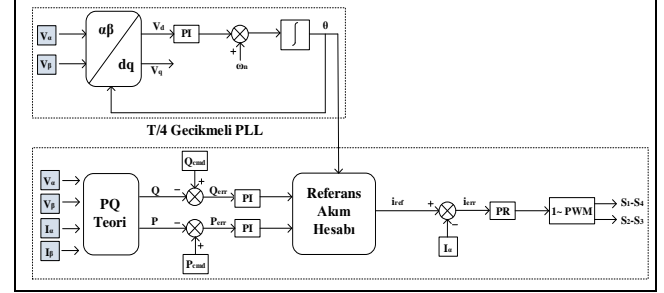 Vα
Vβ
αβ
dq
Vd
Vq
PI
+
ωn
∫
θ
T/4 Gecikmeli PLL
Vα
Vβ
Iα
Iβ
PQ
Teori
Qcmd
Q
−
+
Qerr
PI
P
−
+
Perr
PI
Pcmd
Referans
Akım
Hesabı
iref
+
−
ierr
Iα
PR
1~ PWM
S1-S4
S2-S3